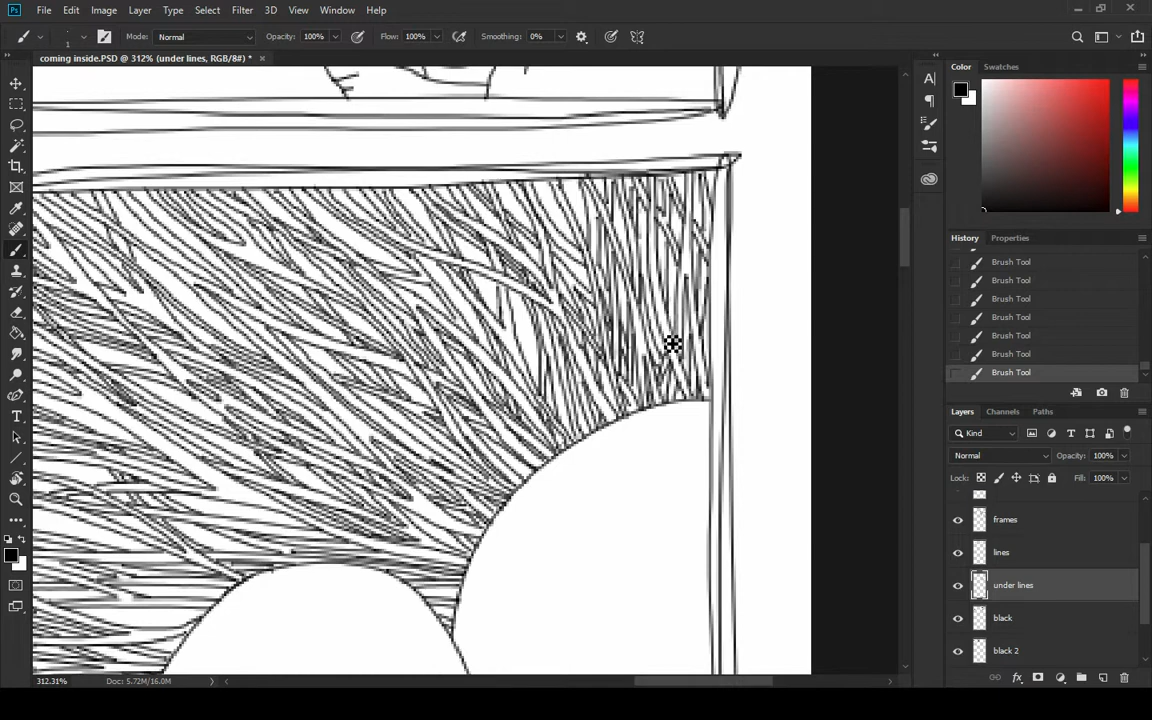 Ps File Edit Image Layer Type Select Filter 3D View Window Help
1 Mode: Normal Opacity: 100% Flow: 100% Smoothing: 0%
coming inside.PSD @ 312% (under lines, RGB/8#) * ×
Color Swatches
History Properties
Brush Tool
Brush Tool
Brush Tool
Brush Tool
Brush Tool
Brush Tool
Brush Tool
Layers Channels Paths
Kind
Normal Opacity: 100%
Lock: Fill: 100%
frames
lines
under lines
black
black 2
312.31% Doc: 5.72M/16.0M